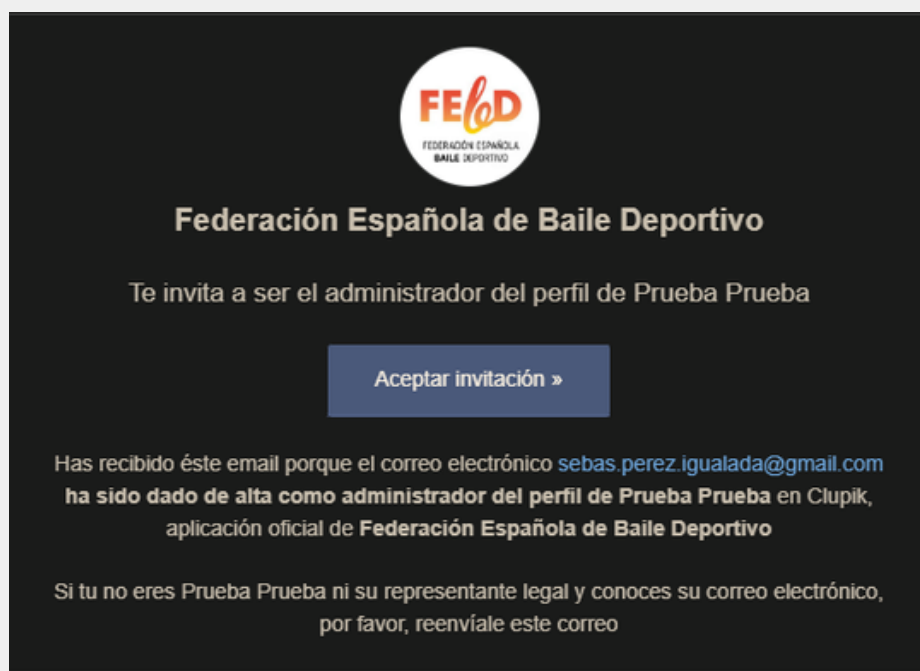 FEbD
FEDERACIÓN ESPAÑOLA
BAILE DEPORTIVO
Federación Española de Baile Deportivo
Te invita a ser el administrador del perfil de Prueba Prueba
Aceptar invitación »
Has recibido éste email porque el correo electrónico sebas.perez.igualada@gmail.com
ha sido dado de alta como administrador del perfil de Prueba Prueba en Clupik,
aplicación oficial de Federación Española de Baile Deportivo
Si tu no eres Prueba Prueba ni su representante legal y conoces su correo electrónico,
por favor, reenvíale este correo